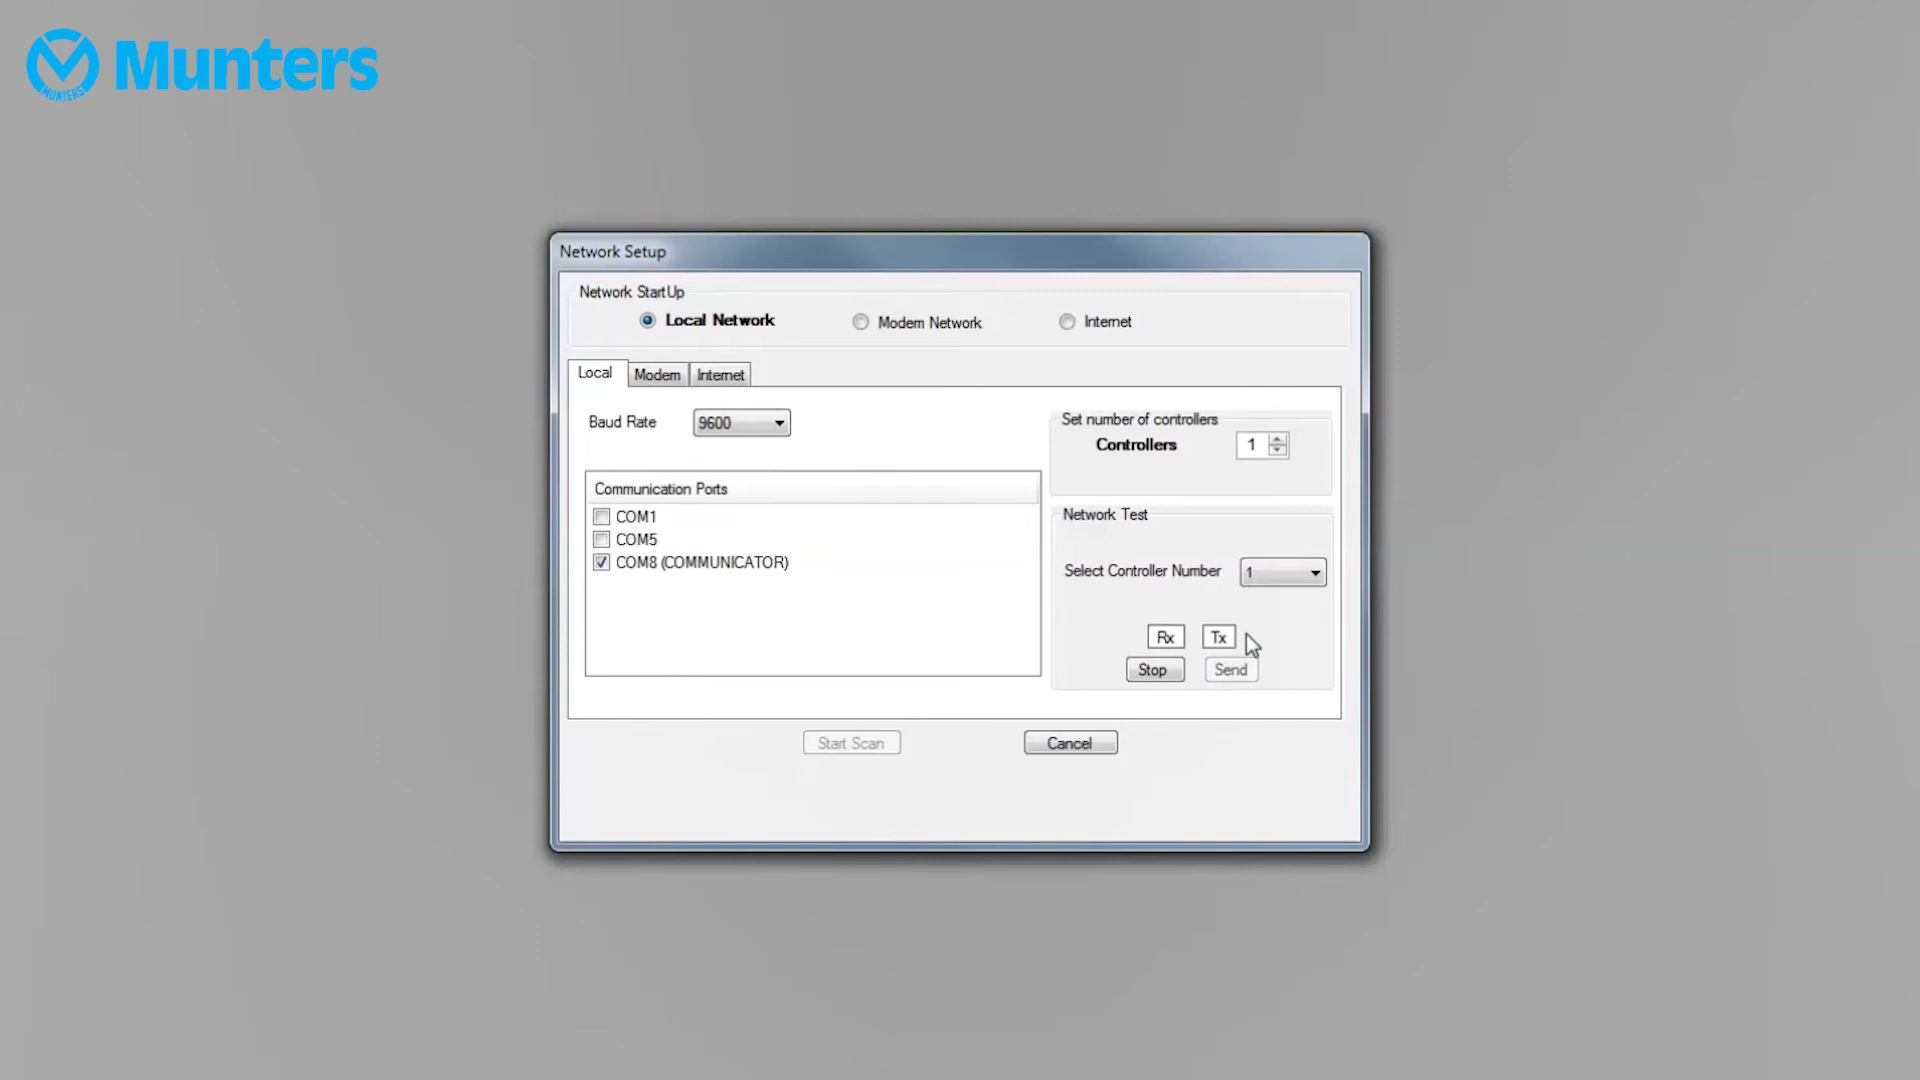 MUNTERS
Munters
Network Setup
Network StartUp
Local Network
Modem Network
Internet
Local
Modem
Internet
Baud Rate
9600
Communication Ports
COM1
COM5
COM8 (COMMUNICATOR)
Set number of controllers
Controllers
1
Network Test
Select Controller Number
1
Rx
Tx
Stop
Send
Start Scan
Cancel